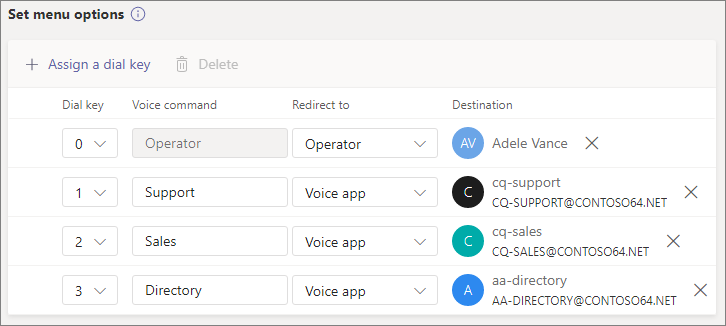 Set menu options
+ Assign a dial key Delete
Dial key Voice command Redirect to Destination
0 Operator Operator AV Adele Vance
1 Support Voice app C cq-support
CQ-SUPPORT@CONTOSO64.NET
2 Sales Voice app C cq-sales
CQ-SALES@CONTOSO64.NET
3 Directory Voice app A aa-directory
AA-DIRECTORY@CONTOSO64.NET